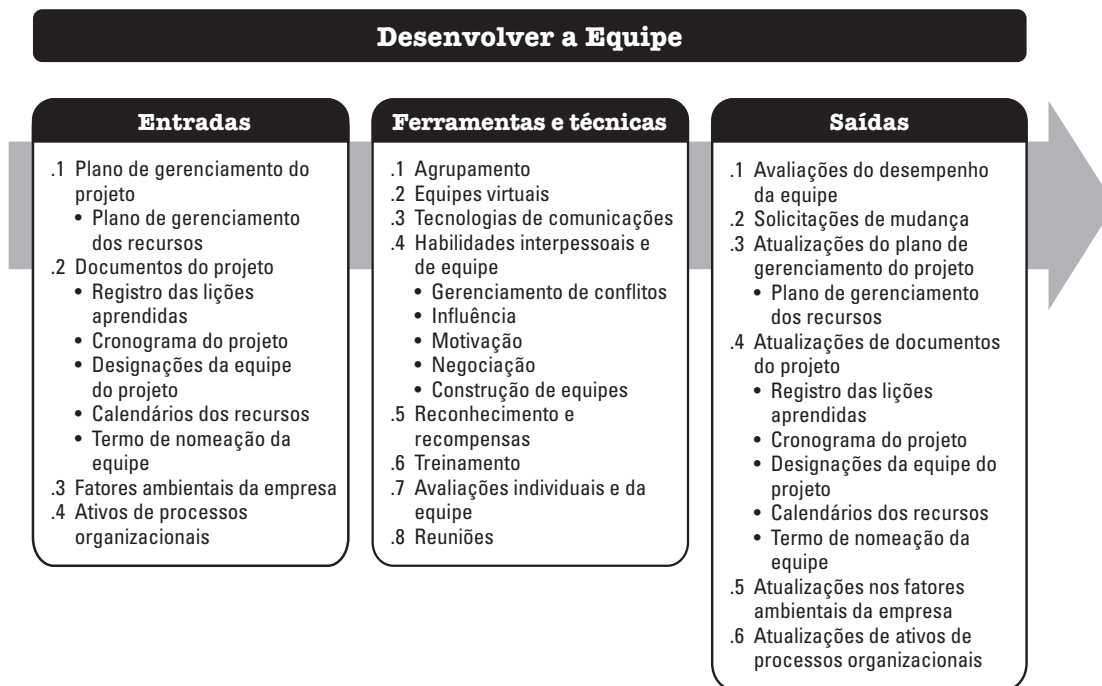 Desenvolver a Equipe
Entradas
.1 Plano de gerenciamento do
projeto
• Plano de gerenciamento
dos recursos
.2 Documentos do projeto
• Registro das lições
aprendidas
• Cronograma do projeto
• Designações da equipe
do projeto
• Calendários dos recursos
• Termo de nomeação da
equipe
.3 Fatores ambientais da empresa
.4 Ativos de processos
organizacionais
Ferramentas e técnicas
.1 Agrupamento
.2 Equipes virtuais
.3 Tecnologias de comunicações
.4 Habilidades interpessoais e
de equipe
• Gerenciamento de conflitos
• Influência
• Motivação
• Negociação
• Construção de equipes
.5 Reconhecimento e
recompensas
.6 Treinamento
.7 Avaliações individuais e da
equipe
.8 Reuniões
Saídas
.1 Avaliações do desempenho
da equipe
.2 Solicitações de mudança
.3 Atualizações do plano de
gerenciamento do projeto
• Plano de gerenciamento
dos recursos
.4 Atualizações de documentos
do projeto
• Registro das lições
aprendidas
• Cronograma do projeto
• Designações da equipe do
projeto
• Calendários dos recursos
• Termo de nomeação da
equipe
.5 Atualizações nos fatores
ambientais da empresa
.6 Atualizações de ativos de
processos organizacionais